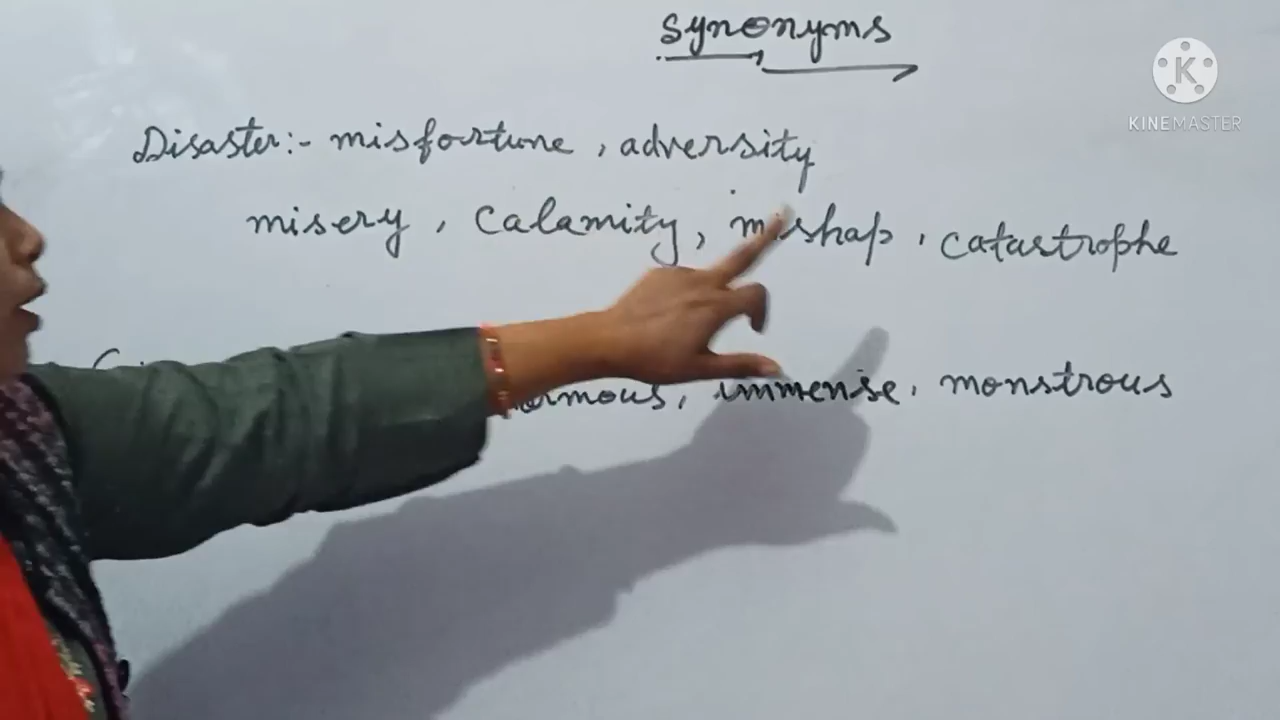 synonyms
Disaster:- misfortune, adversity
misery, calamity, mishap, catastrophe
immense, monstrous
KINEMASTER